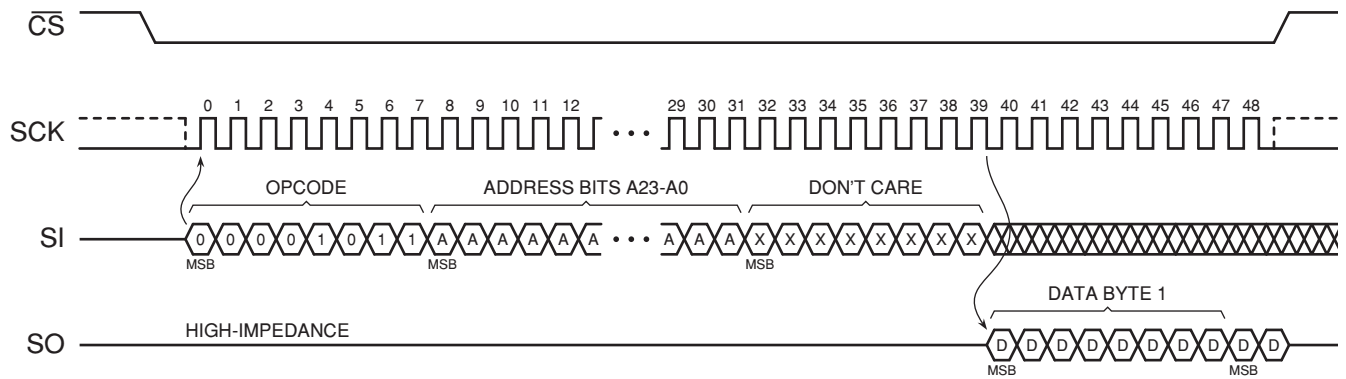 CS
0 1 2 3 4 5 6 7 8 9 10 11 12 29 30 31 32 33 34 35 36 37 38 39 40 41 42 43 44 45 46 47 48
SCK
OPCODE ADDRESS BITS A23-A0 DON'T CARE
SI 0 0 0 0 1 0 1 1 A A A A A A A A A X X X X X X X X
MSB MSB MSB
DATA BYTE 1
HIGH-IMPEDANCE
SO D D D D D D D D D D
MSB MSB